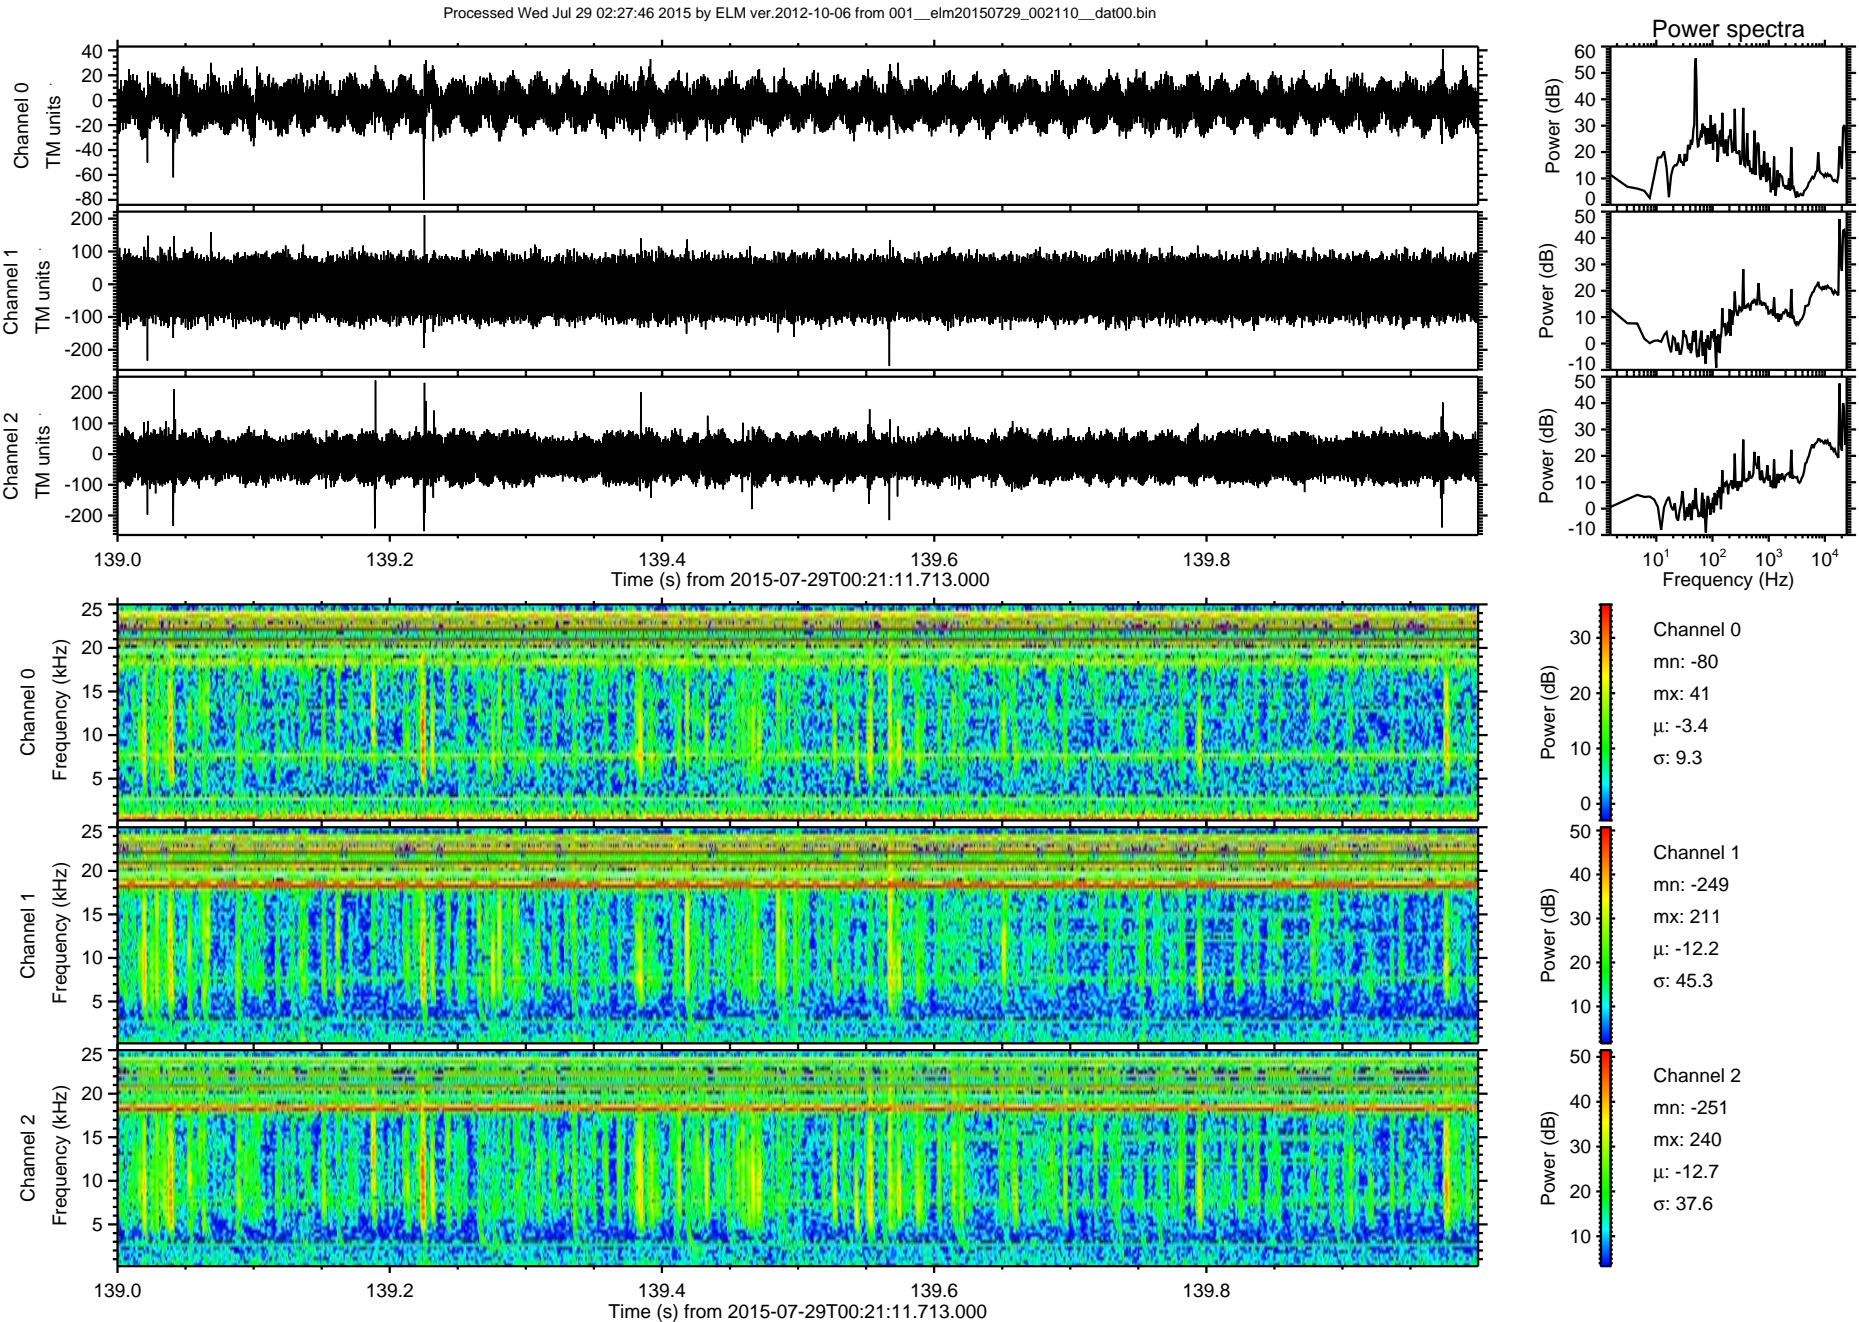 Processed Wed Jul 29 02:27:46 2015 by ELM ver.2012-10-06 from 001__elm20150729_002110__dat00.bin
Power spectra
Channel 0
TM units
40
20
0
-20
-40
-60
-80
Power (dB)
60
50
40
30
20
10
0
Channel 1
TM units
200
100
0
-100
-200
Power (dB)
50
40
30
20
10
0
-10
Channel 2
TM units
200
100
0
-100
-200
Power (dB)
50
40
30
20
10
0
-10
139.0 139.2 139.4 139.6 139.8
Time (s) from 2015-07-29T00:21:11.713.000
10¹ 10² 10³ 10⁴
Frequency (Hz)
Channel 0
Frequency (kHz)
25
20
15
10
5
Power (dB)
30
20
10
0
Channel 0
mn: -80
mx: 41
μ: -3.4
σ: 9.3
Channel 1
Frequency (kHz)
25
20
15
10
5
Power (dB)
50
40
30
20
10
Channel 1
mn: -249
mx: 211
μ: -12.2
σ: 45.3
Channel 2
Frequency (kHz)
25
20
15
10
5
Power (dB)
50
40
30
20
10
Channel 2
mn: -251
mx: 240
μ: -12.7
σ: 37.6
139.0 139.2 139.4 139.6 139.8
Time (s) from 2015-07-29T00:21:11.713.000